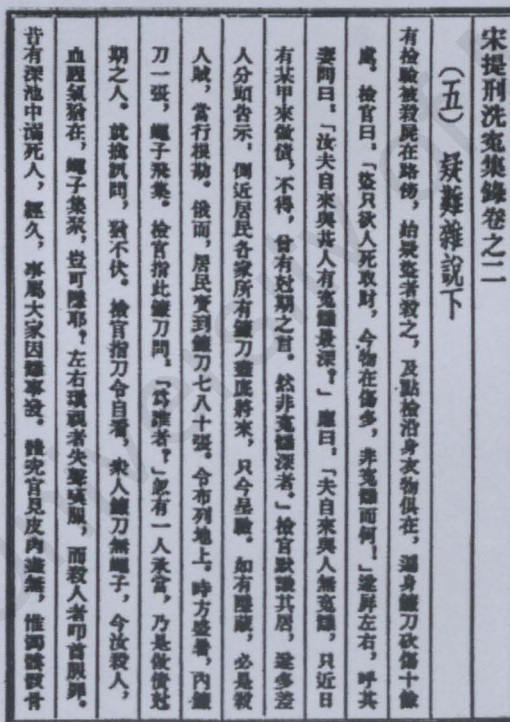 宋提刑洗冤集錄卷之二
(五) 疑難雜說下
有檢驗被殺屍在路傍,始疑盜者殺之,及點檢沿身衣物俱在,遍身鐮刀砍傷十餘
處。檢官曰。「盜只欲人死取財,今物在傷多,非冤讎而何!」遂屏左右,呼其
妻問曰。「汝夫自來與甚人有冤讎最深?」應曰。「夫自來與人無冤讎,只近日
有某甲來做債,不得,曾有剋期之言。然非冤讎深者。」檢官默識其居,遂多差
人分頭告示,側近居民各家所有鐮刀盡底將來,只今呈驗。如有隱藏,必是殺
人賊,當行根勘。俄而,居民賫到鐮刀七八十張。令布列地上。時方盛暑,內鐮
刀一張,蠅子飛集。檢官指此鐮刀問。「為誰者?」忽有一人承當,乃是做債剋
期之人。就擒訊問,猶不伏。檢官指刀令自看,眾人鐮刀無蠅子,今汝殺人,
血腥氣猶在,蠅子集聚,豈可隱耶?左右環視者失聲嘆服,而殺人者叩首服罪。
昔有深池中溺死人,經久,事屬大家因讎事發。體究官見皮肉盡無,惟髑髏骸骨